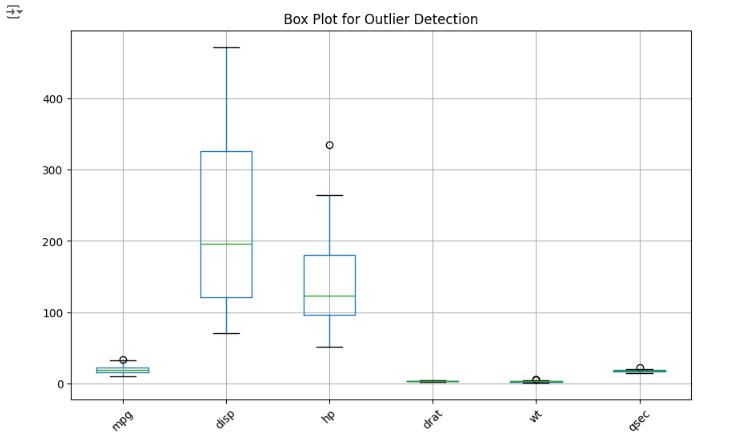 Box Plot for Outlier Detection
400
300
200
100
0
mpg
disp
hp
drat
wt
qsec